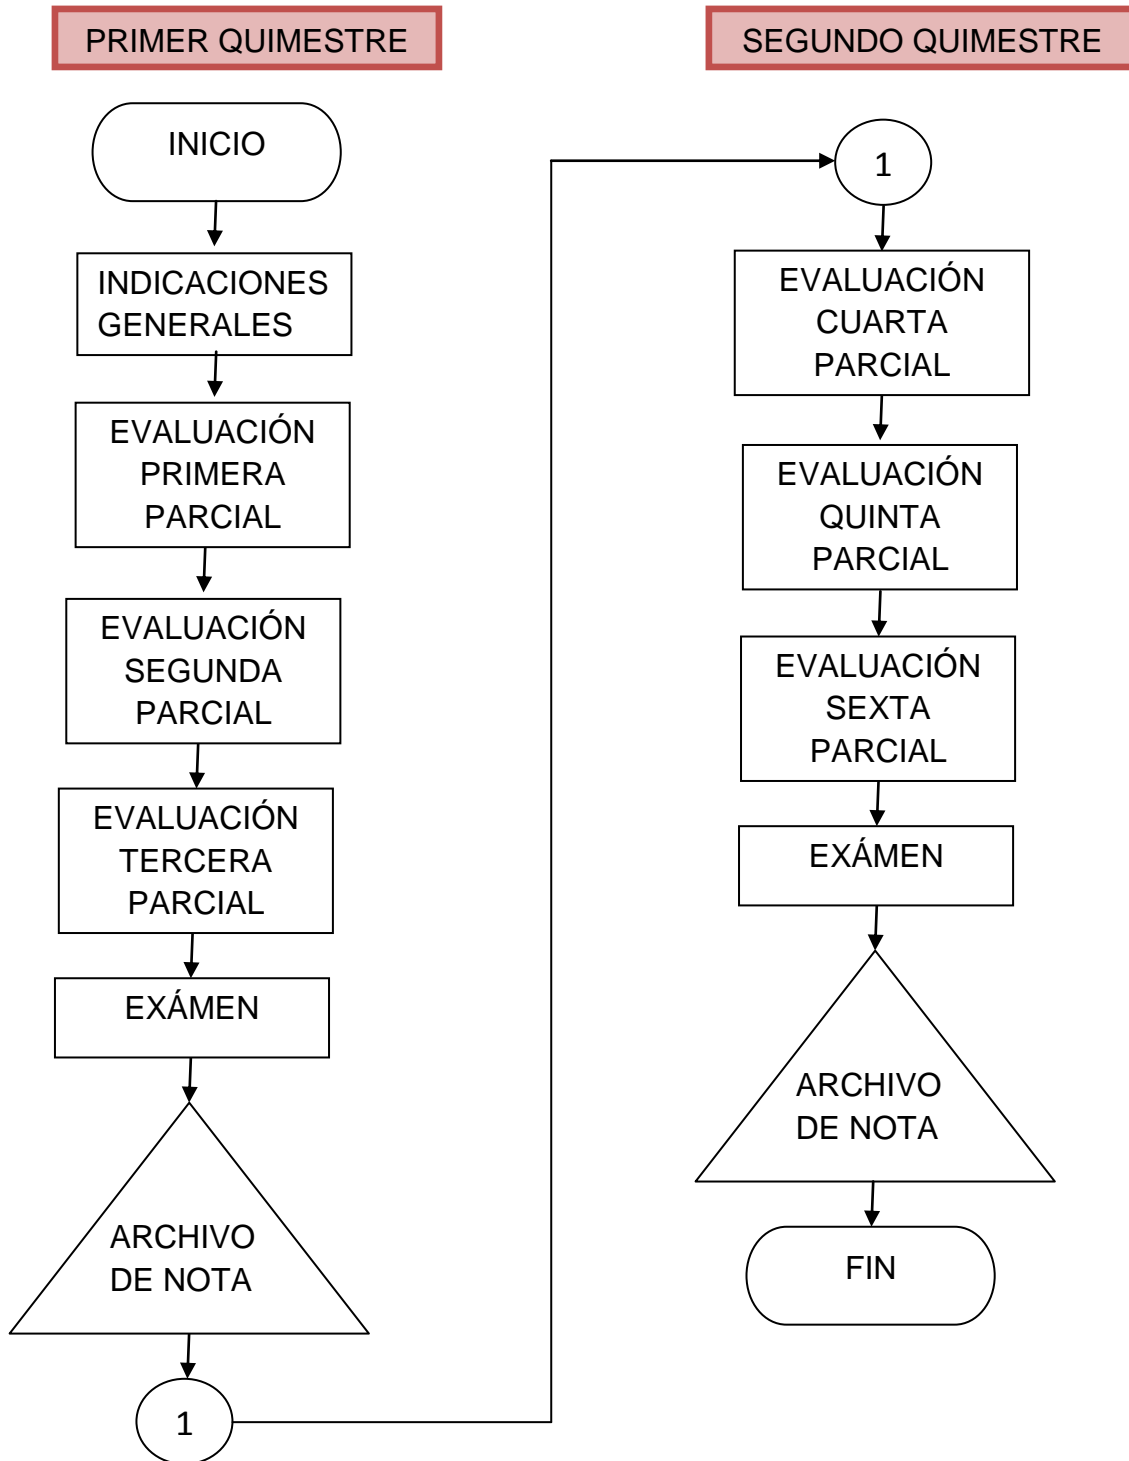 PRIMER QUIMESTRE
INICIO
INDICACIONES
GENERALES
EVALUACIÓN
PRIMERA
PARCIAL
EVALUACIÓN
SEGUNDA
PARCIAL
EVALUACIÓN
TERCERA
PARCIAL
EXÁMEN
ARCHIVO
DE NOTA
1
SEGUNDO QUIMESTRE
1
EVALUACIÓN
CUARTA
PARCIAL
EVALUACIÓN
QUINTA
PARCIAL
EVALUACIÓN
SEXTA
PARCIAL
EXÁMEN
ARCHIVO
DE NOTA
FIN